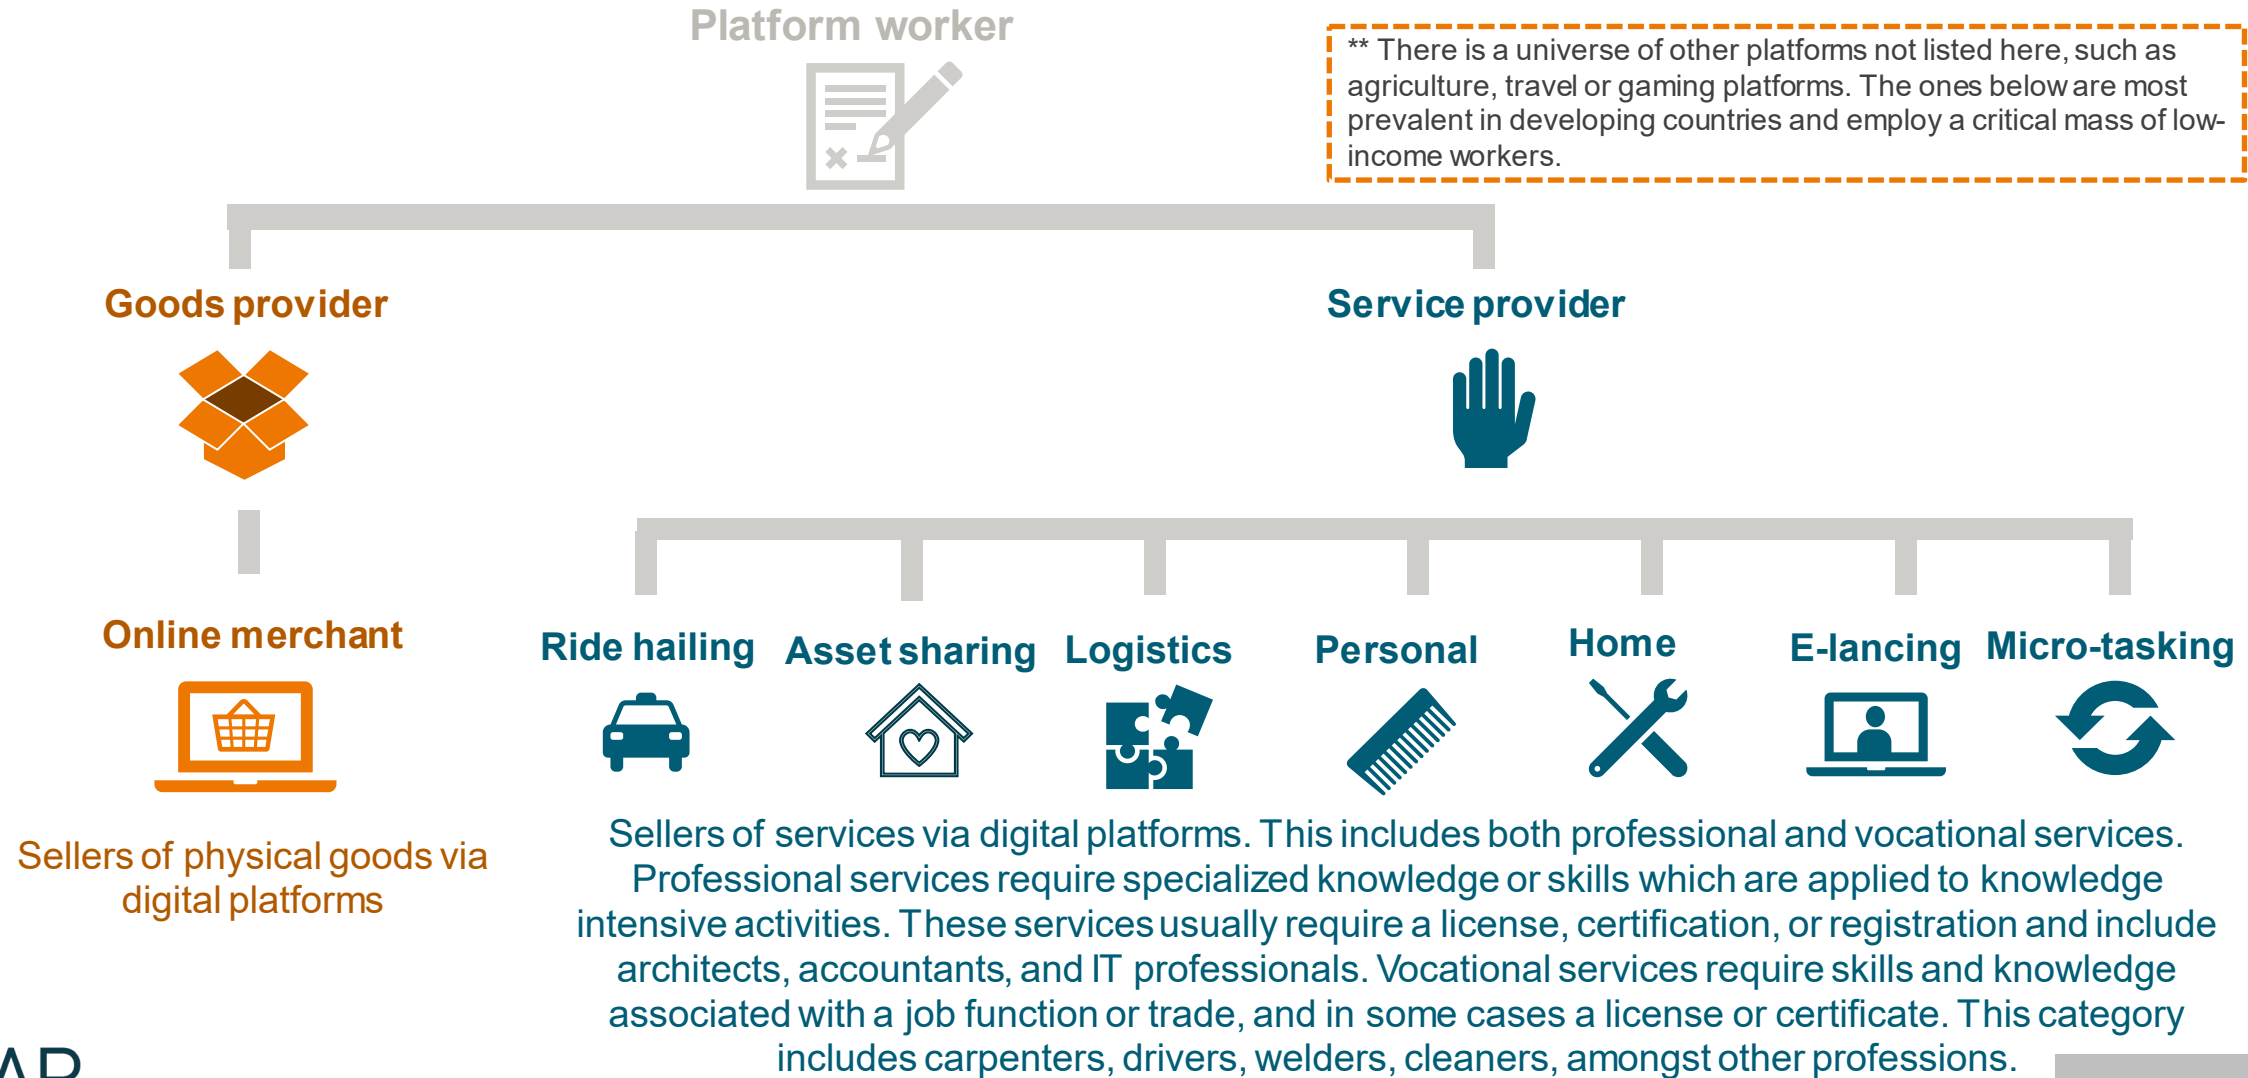 Platform worker
** There is a universe of other platforms not listed here, such as
agriculture, travel or gaming platforms. The ones below are most
prevalent in developing countries and employ a critical mass of low-
income workers.
Goods provider
Service provider
Online merchant
Ride hailing
Asset sharing
Logistics
Personal
Home
E-lancing
Micro-tasking
Sellers of physical goods via
digital platforms
Sellers of services via digital platforms. This includes both professional and vocational services.
Professional services require specialized knowledge or skills which are applied to knowledge
intensive activities. These services usually require a license, certification, or registration and include
architects, accountants, and IT professionals. Vocational services require skills and knowledge
associated with a job function or trade, and in some cases a license or certificate. This category
includes carpenters, drivers, welders, cleaners, amongst other professions.